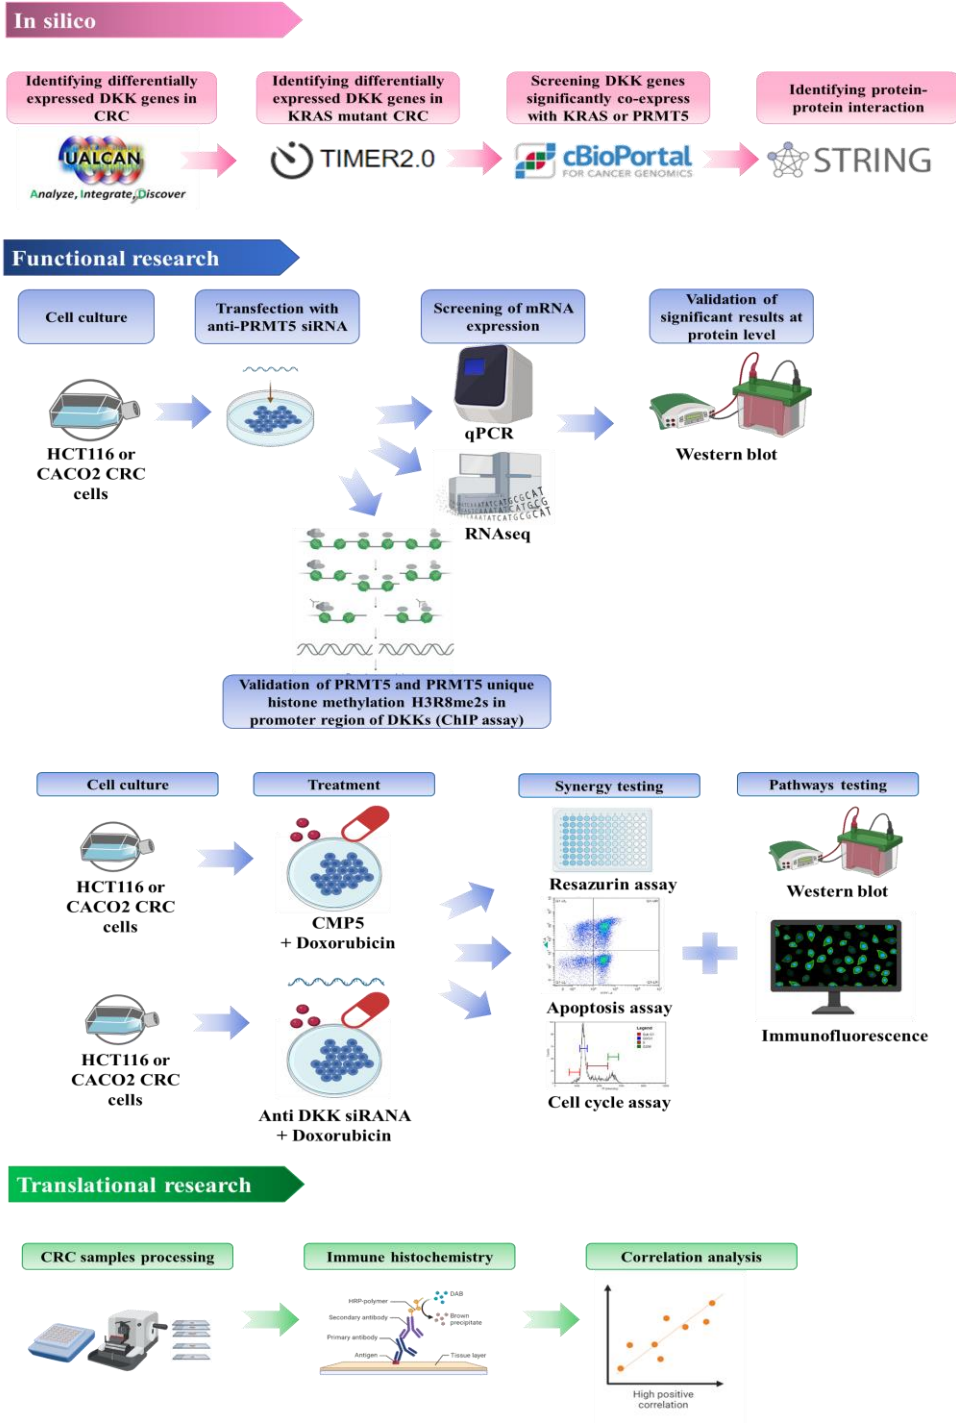 In silico
Identifying differentially
expressed DKK genes in
CRC
Identifying differentially
expressed DKK genes in
KRAS mutant CRC
Screening DKK genes
significantly co-express
with KRAS or PRMT5
Identifying protein-
protein interaction
UALCAN
Analyze, Integrate, Discover
TIMER2.0
cBioPortal
FOR CANCER GENOMICS
STRING
Functional research
Cell culture
Transfection with
anti-PRMT5 siRNA
Screening of mRNA
expression
Validation of
significant results at
protein level
HCT116 or
CACO2 CRC
cells
qPCR
Western blot
RNAseq
Validation of PRMT5 and PRMT5 unique
histone methylation H3R8me2s in
promoter region of DKKs (ChIP assay)
Cell culture
Treatment
Synergy testing
Pathways testing
HCT116 or
CACO2 CRC
cells
CMP5
+ Doxorubicin
Resazurin assay
Western blot
Apoptosis assay
HCT116 or
CACO2 CRC
cells
Anti DKK siRANA
+ Doxorubicin
Legend
Cell cycle assay
Immunofluorescence
Translational research
CRC samples processing
Immune histochemistry
Correlation analysis
HRP-polymer
DAB
Secondary antibody
Brown
precipitate
Primary antibody
Antigen
Tissue layer
High positive
correlation